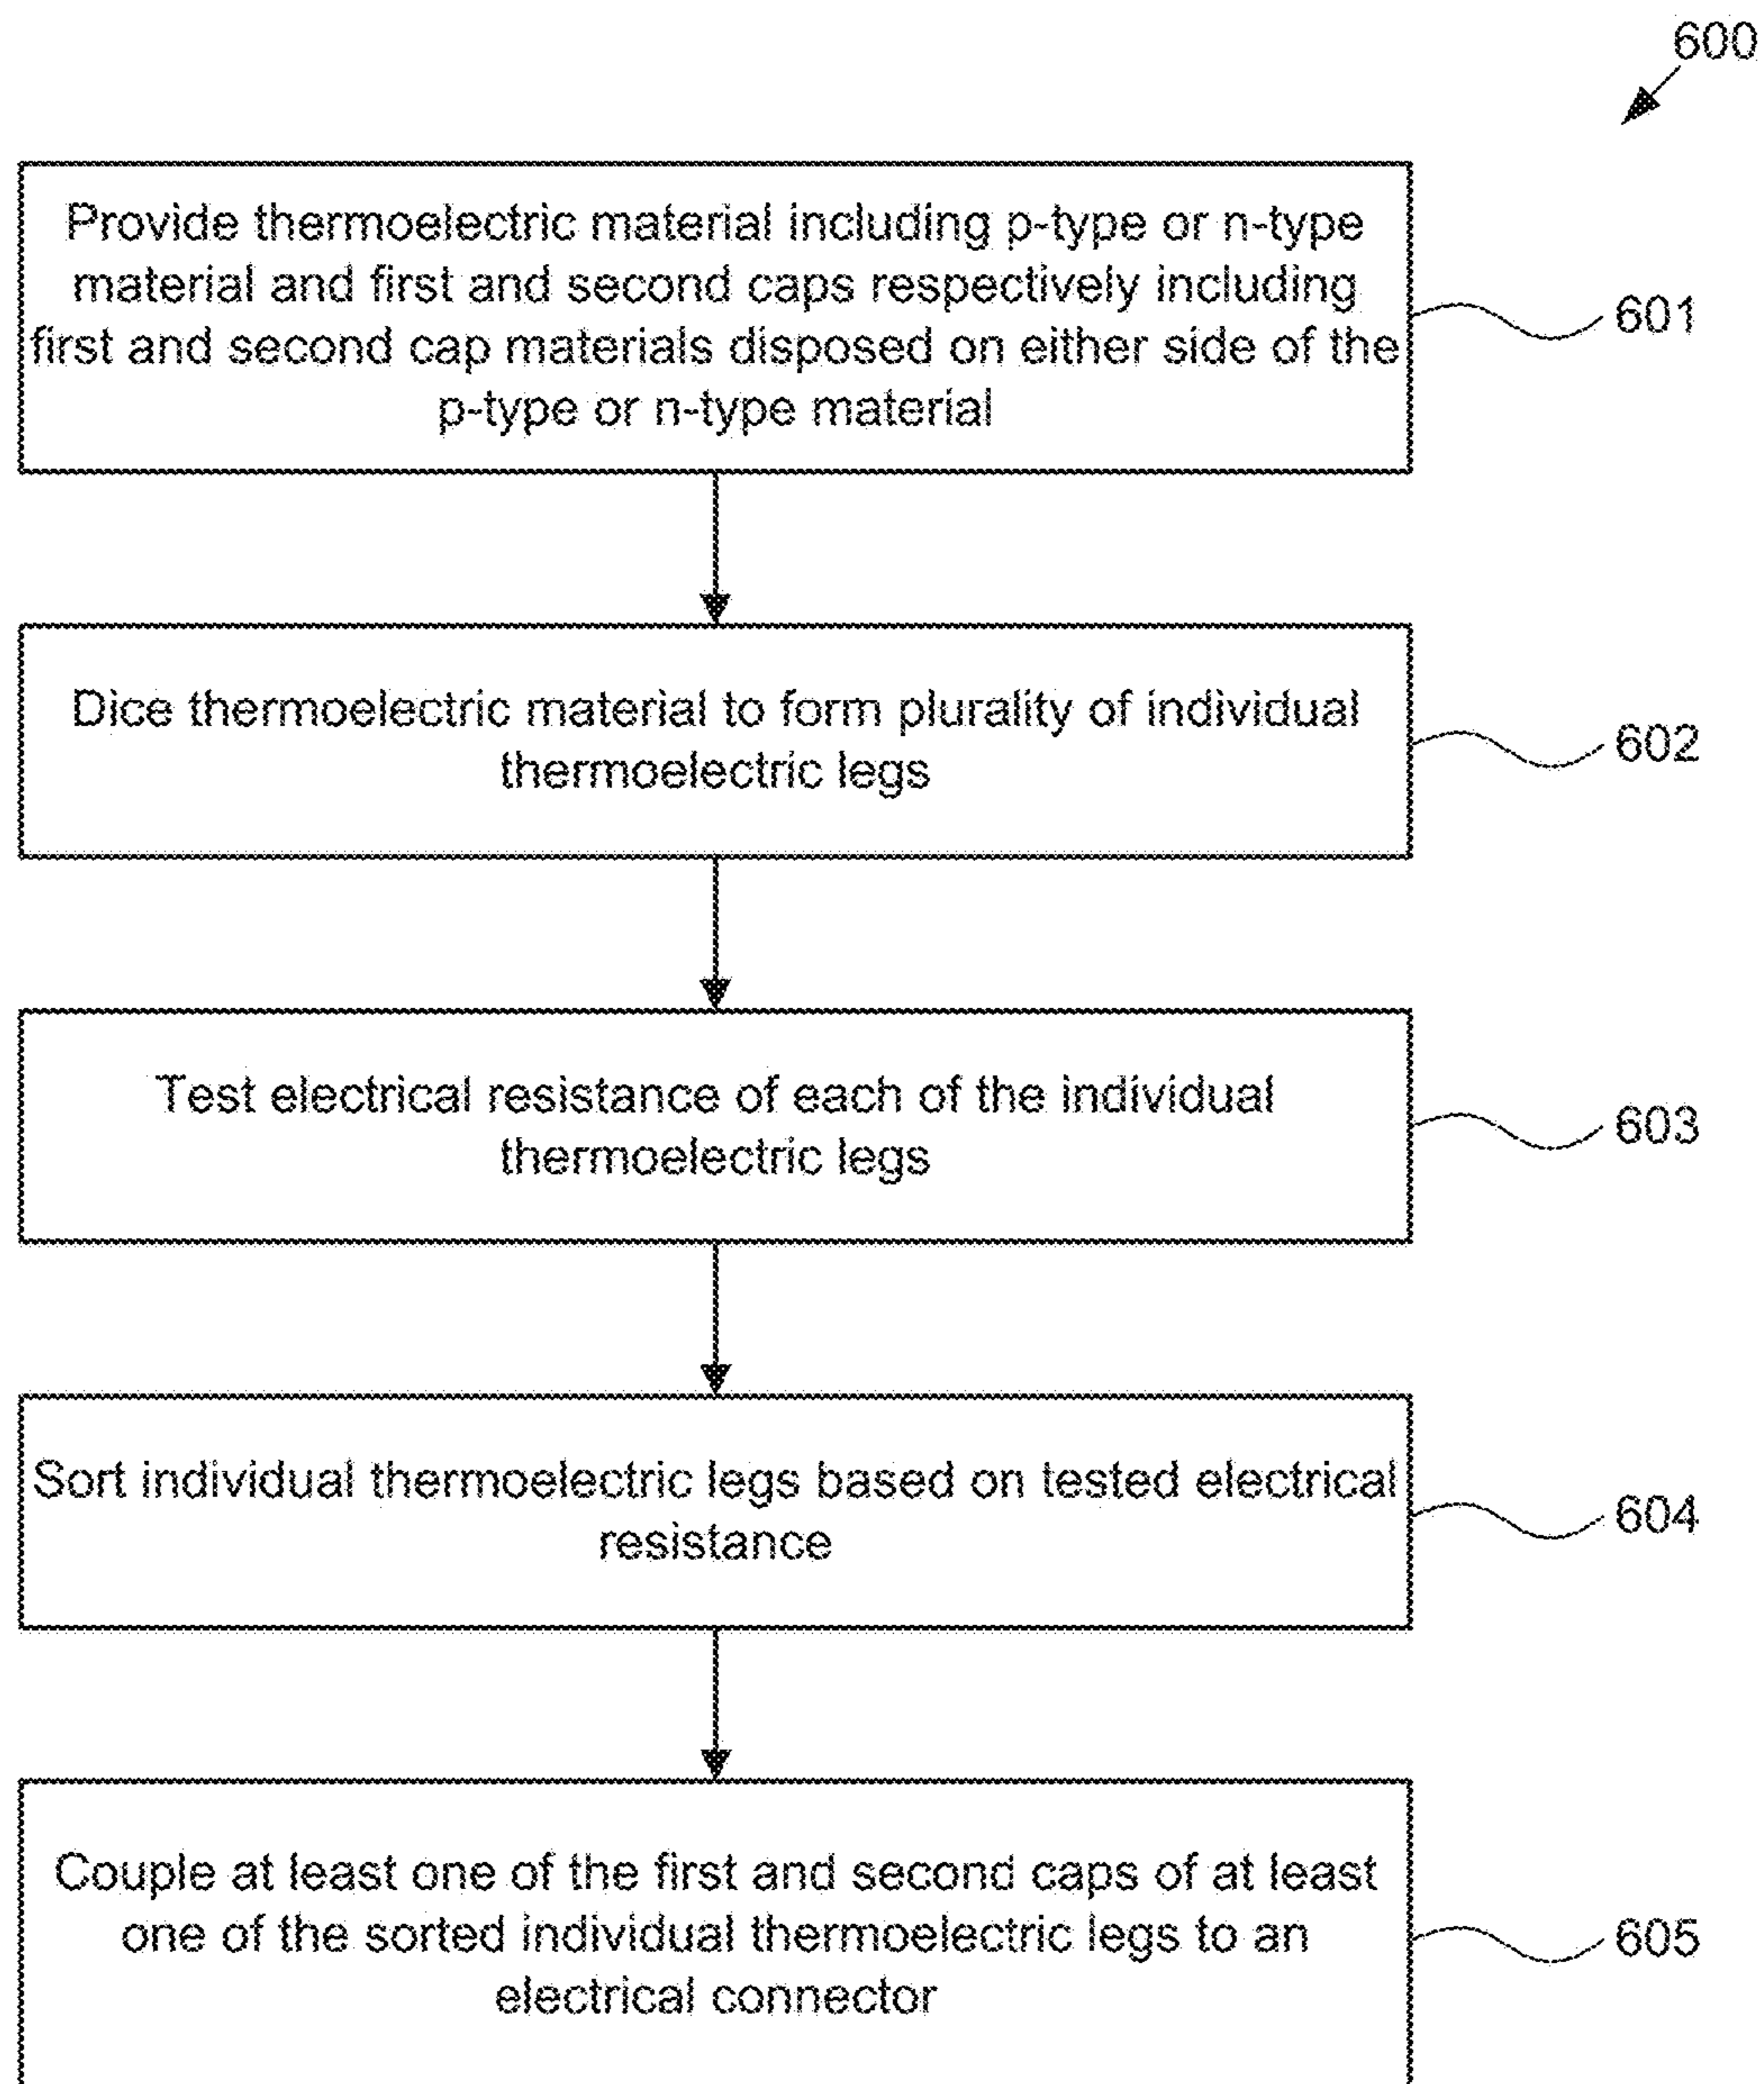 600
Provide thermoelectric material including p-type or n-type
material and first and second caps respectively including
first and second cap materials disposed on either side of the
p-type or n-type material
601
Dice thermoelectric material to form plurality of individual
thermoelectric legs
602
Test electrical resistance of each of the individual
thermoelectric legs
603
Sort individual thermoelectric legs based on tested electrical
resistance
604
Couple at least one of the first and second caps of at least
one of the sorted individual thermoelectric legs to an
electrical connector
605